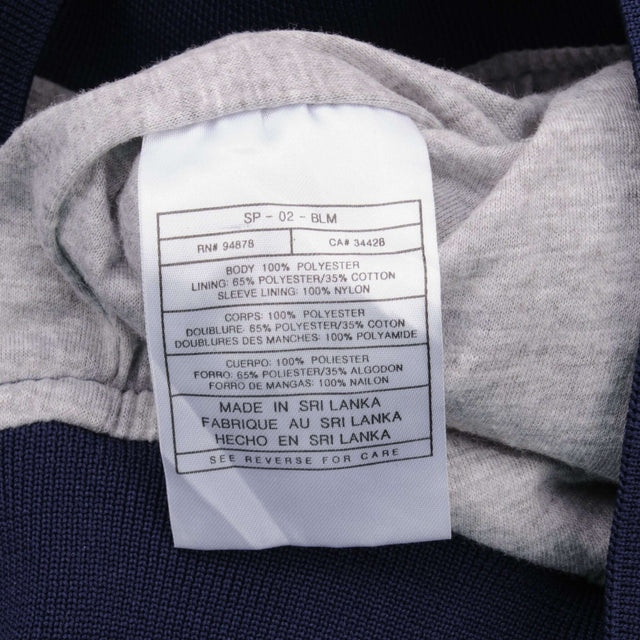 SP - 02 - BLM
RN# 94878 CA# 34428
BODY 100% POLYESTER
LINING: 65% POLYESTER/35% COTTON
SLEEVE LINING: 100% NYLON
CORPS: 100% POLYESTER
DOUBLURE: 65% POLYESTER/35% COTON
DOUBLURES DES MANCHES: 100% POLYAMIDE
CUERPO: 100% POLIESTER
FORRO: 65% POLIESTER/35% ALGODON
FORRO DE MANGAS: 100% NAILON
MADE IN SRI LANKA
FABRIQUE AU SRI LANKA
HECHO EN SRI LANKA
SEE REVERSE FOR CARE